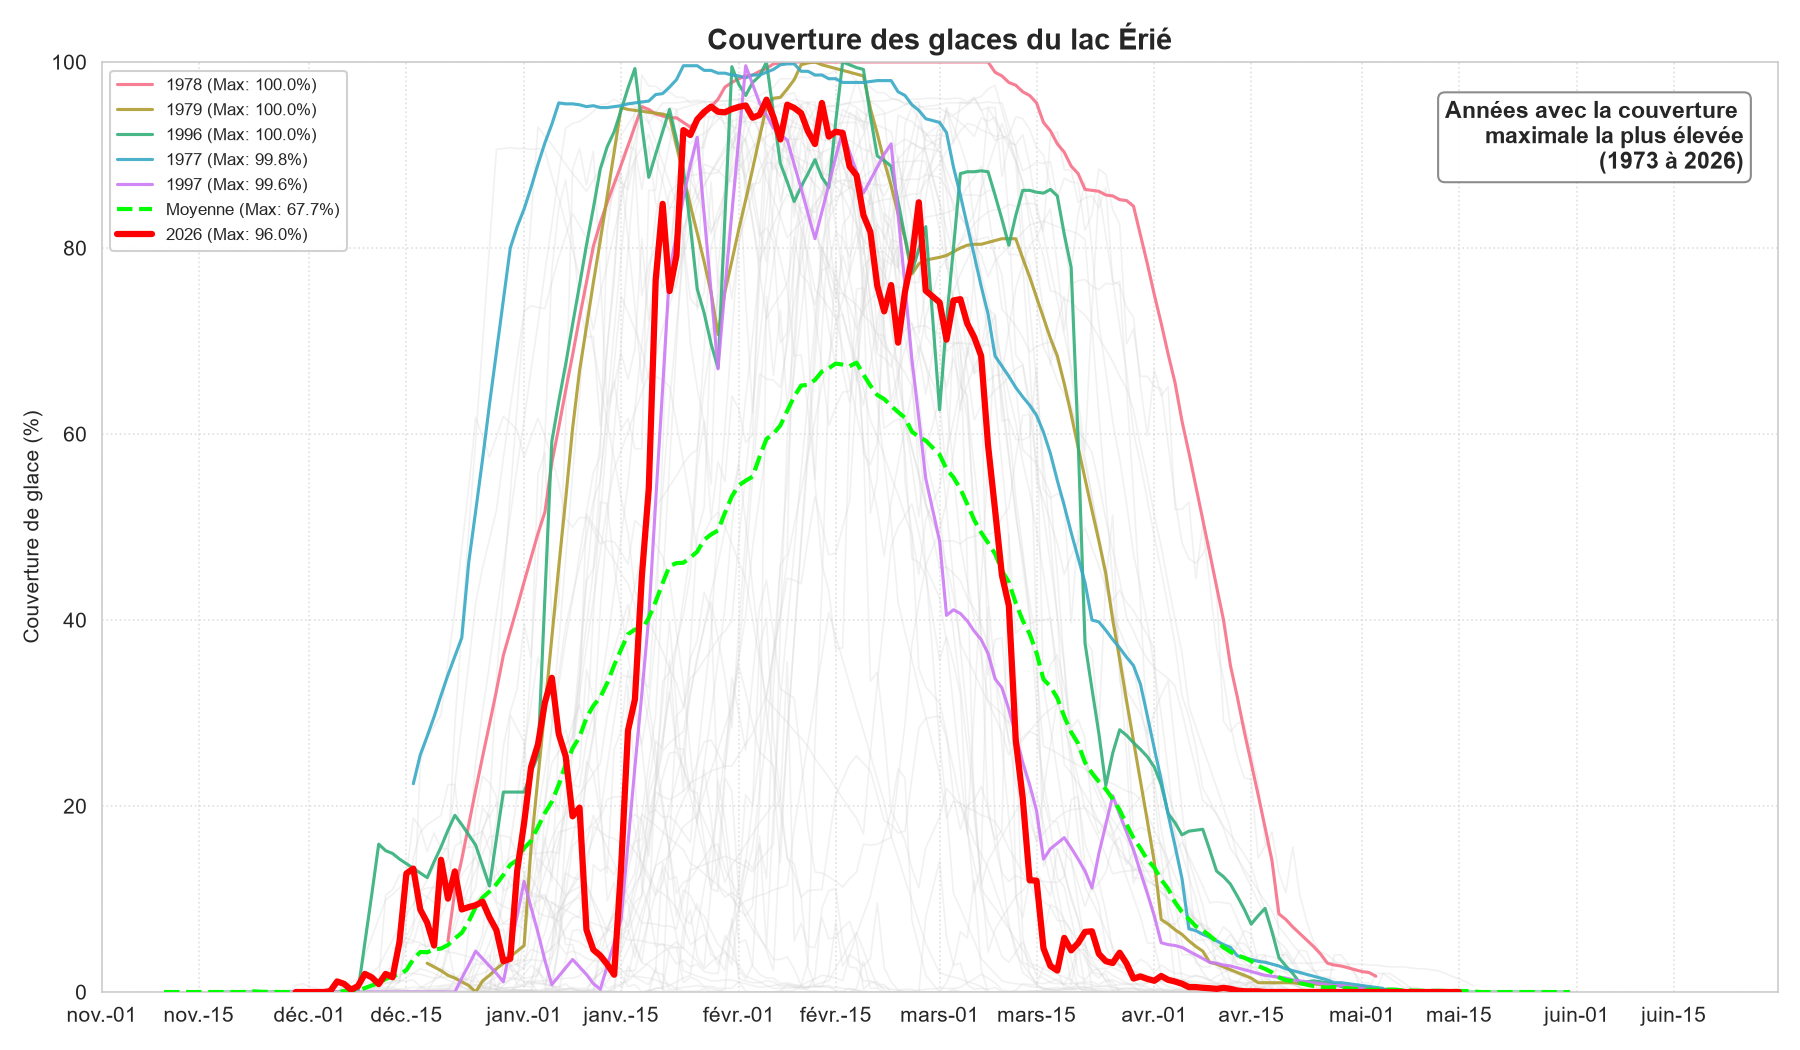 Couverture des glaces du lac Érié
Couverture de glace (%)
100
80
60
40
20
0
1978 (Max: 100.0%)
1979 (Max: 100.0%)
1996 (Max: 100.0%)
1977 (Max: 99.8%)
1997 (Max: 99.6%)
Moyenne (Max: 67.7%)
2026 (Max: 96.0%)
Années avec la couverture
maximale la plus élevée
(1973 à 2026)
nov.-01 nov.-15 déc.-01 déc.-15 janv.-01 janv.-15 févr.-01 févr.-15 mars-01 mars-15 avr.-01 avr.-15 mai-01 mai-15 juin-01 juin-15